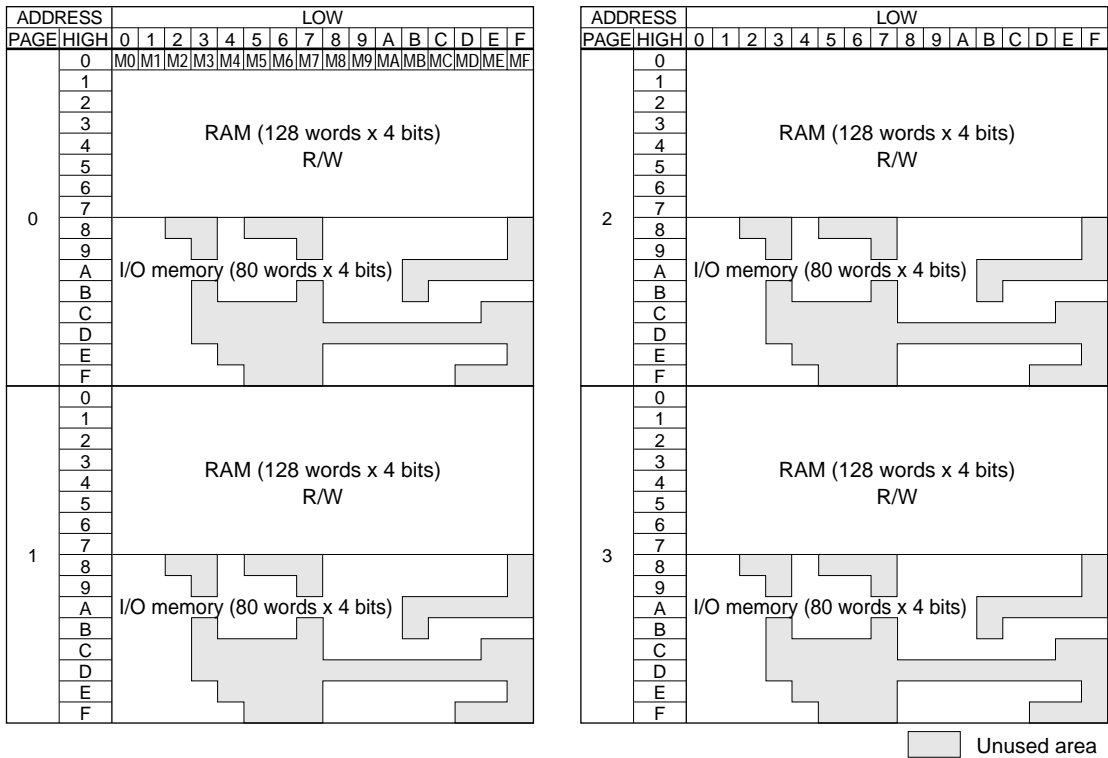 ADDRESS LOW
PAGE HIGH 0 1 2 3 4 5 6 7 8 9 A B C D E F
0 M0 M1 M2 M3 M4 M5 M6 M7 M8 M9 MA MB MC MD ME MF
1
2
3
RAM (128 words x 4 bits)
4
R/W
5
6
7
0
8
9
A
I/O memory (80 words x 4 bits)
B
C
D
E
F
0
1
2
3
RAM (128 words x 4 bits)
4
R/W
5
6
7
1
8
9
A
I/O memory (80 words x 4 bits)
B
C
D
E
F
ADDRESS LOW
PAGE HIGH 0 1 2 3 4 5 6 7 8 9 A B C D E F
0
1
2
3
RAM (128 words x 4 bits)
4
R/W
5
6
7
2
8
9
A
I/O memory (80 words x 4 bits)
B
C
D
E
F
0
1
2
3
RAM (128 words x 4 bits)
4
R/W
5
6
7
3
8
9
A
I/O memory (80 words x 4 bits)
B
C
D
E
F
Unused area